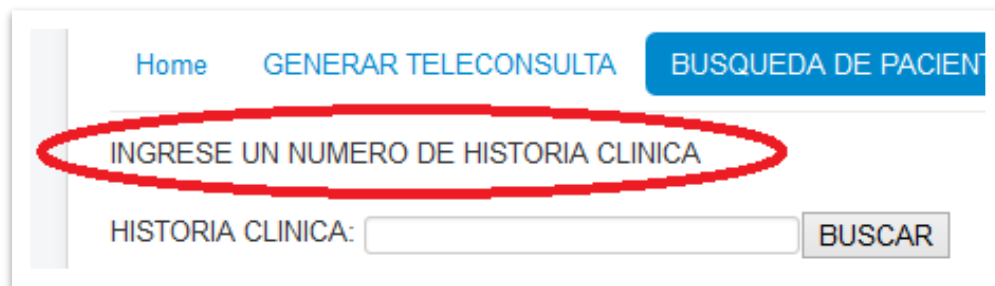 Home GENERAR TELECONSULTA BUSQUEDA DE PACIENT
INGRESE UN NUMERO DE HISTORIA CLINICA
HISTORIA CLINICA: BUSCAR